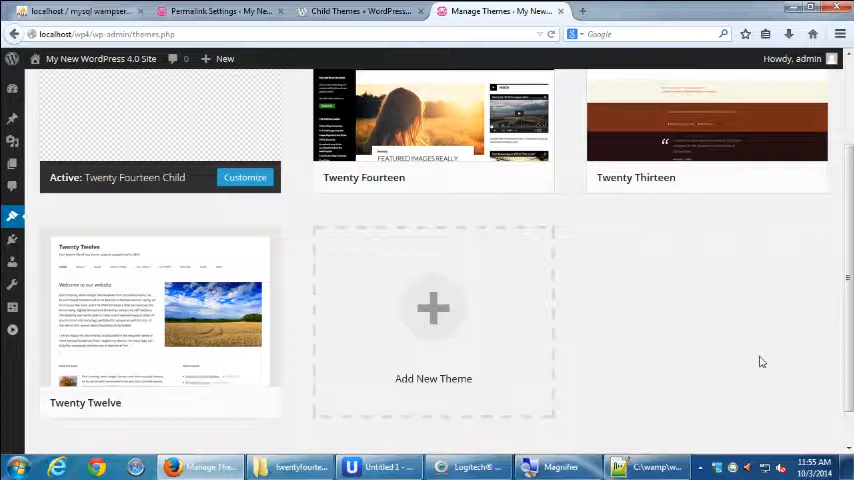 localhost / mysql wampser...
Permalink Settings ‹ My Ne...
Child Themes « WordPress...
Manage Themes ‹ My New...
localhost/wp4/wp-admin/themes.php
Google
My New WordPress 4.0 Site
0
New
Howdy, admin
FEATURED IMAGES REALLY
Active: Twenty Fourteen Child
Customize
Twenty Fourteen
Twenty Thirteen
Twenty Twelve
Welcome to our website
Add New Theme
Twenty Twelve
Manage The...
twentyfourte...
Untitled 1 - ...
Logitech® ...
Magnifier
C:\wamp\w...
11:55 AM
10/3/2014